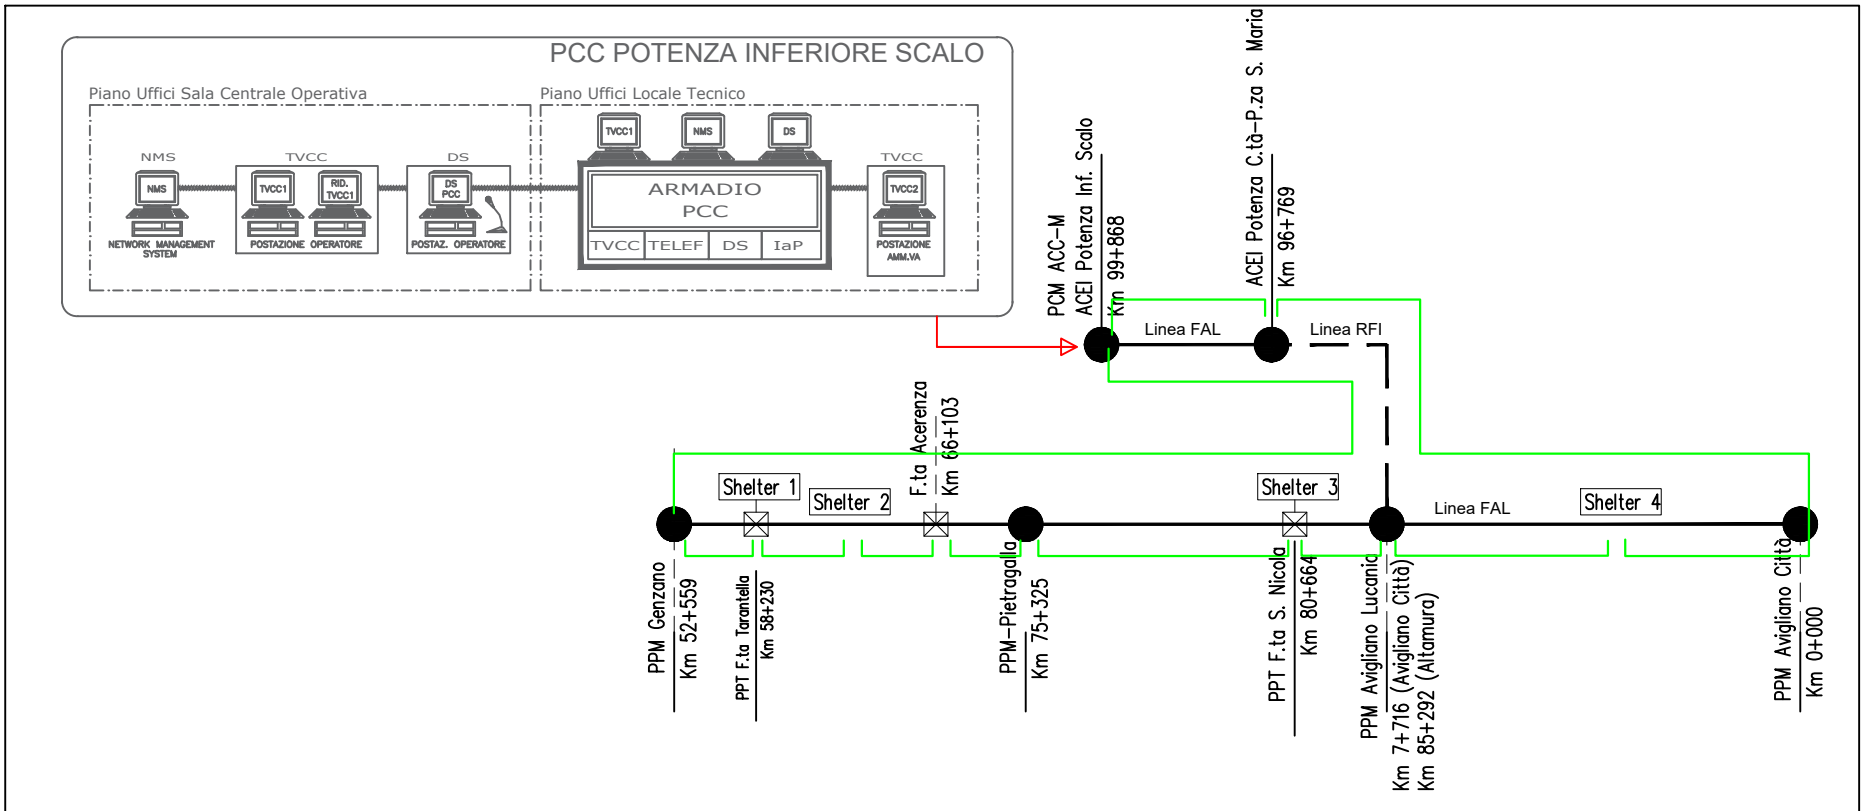 PCC POTENZA INFERIORE SCALO
Piano Uffici Sala Centrale Operativa
Piano Uffici Locale Tecnico
NMS
TVCC
DS
NMS
NETWORK MANAGEMENT
SYSTEM
TVCC1
RID.
TVCC1
POSTAZIONE OPERATORE
DS
PCC
POSTAZ. OPERATORE
TVCC1
NMS
DS
ARMADIO
PCC
TVCC
TELEF
DS
IaP
TVCC
TVCC2
POSTAZIONE
AMM.VA
PCM ACC-M
ACEI Potenza Inf. Scalo
Km 99+868
ACEI Potenza C.tà-P.za S. Maria
Km 96+769
Linea FAL
Linea RFI
F.ta Acerenza
Km 66+103
Shelter 1
Shelter 2
Shelter 3
Linea FAL
Shelter 4
PPM Genzano
Km 52+559
PPT F.ta Tarantella
Km 58+230
PPM-Pietragalla
Km 75+325
PPT F.ta S. Nicola
Km 80+664
PPM Avigliano Lucania
Km 7+716 (Avigliano Città)
Km 85+292 (Altamura)
PPM Avigliano Città
Km 0+000